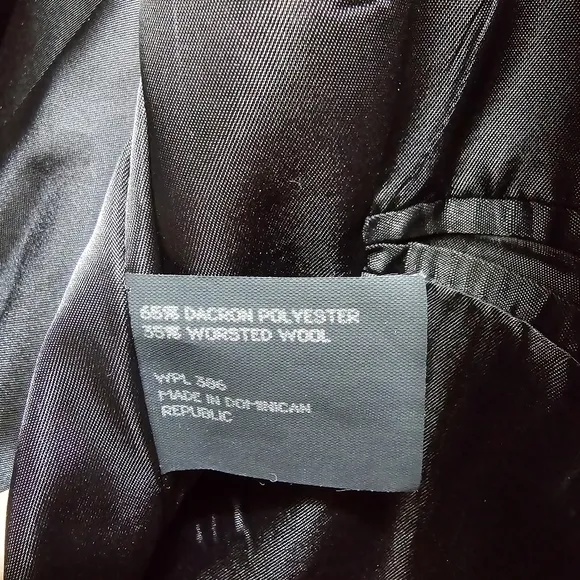 65% DACRON POLYESTER
35% WORSTED WOOL
WPL 386
MADE IN DOMINICAN
REPUBLIC